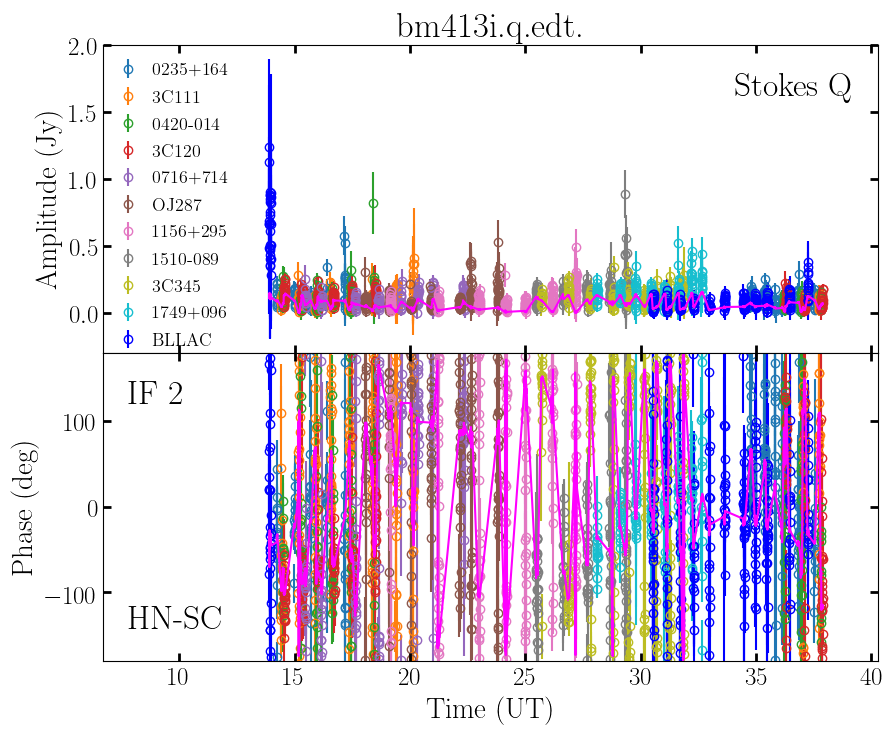 bm413i.q.edt.
Stokes Q
Amplitude (Jy)
2.0
1.5
1.0
0.5
0.0
0235+164
3C111
0420-014
3C120
0716+714
OJ287
1156+295
1510-089
3C345
1749+096
BLLAC
IF 2
Phase (deg)
100
0
−100
HN-SC
10 15 20 25 30 35 40
Time (UT)